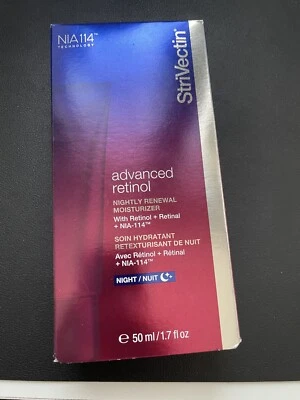 NIA114™
TECHNOLOGY
StriVectin®
advanced
retinol
NIGHTLY RENEWAL
MOISTURIZER
With Retinol + Retinal
+ NIA-114™
SOIN HYDRATANT
RETEXTURISANT DE NUIT
Avec Rétinol + Rétinal
+ NIA-114™
NIGHT / NUIT
℮ 50 ml / 1.7 fl oz